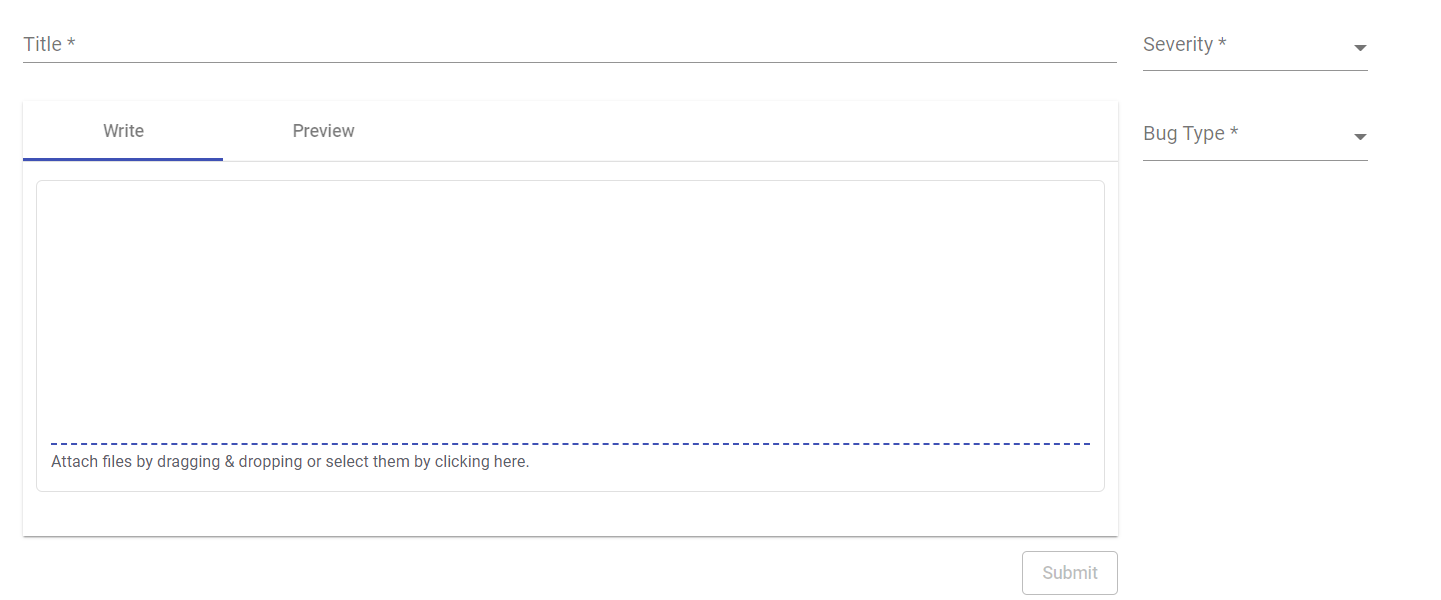 Title *
Severity *
Write
Preview
Bug Type *
Attach files by dragging & dropping or select them by clicking here.
Submit